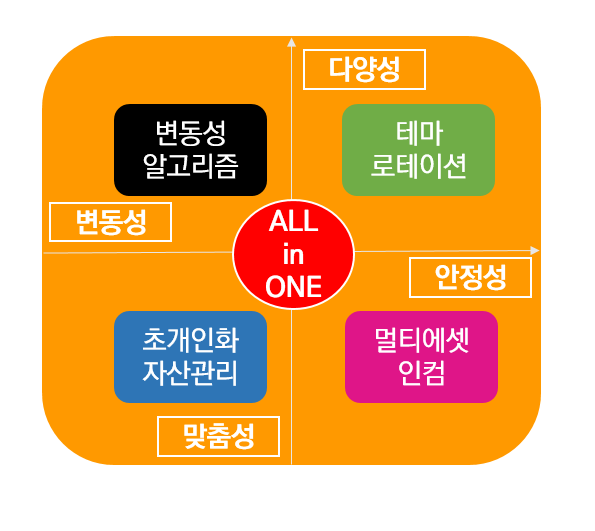 다양성
변동성
알고리즘
테마
로테이션
변동성
ALL
in
ONE
안정성
초개인화
자산관리
멀티에셋
인컴
맞춤성